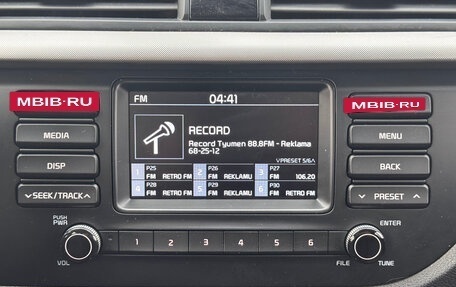 FM 04:41
MBIB.RU
MBIB.RU
RECORD
Record Tyumen 88.8FM - Reklama
68-25-12
PRESET 5/6
P25 P26 P27
1 FM RETRO FM 2 FM REKLAMU 3 FM 106.20
P28 P29 P30
4 FM RETRO FM 5 FM REKLAMU 6 FM RETRO FM
MEDIA
DISP
SEEK/TRACK
MENU
BACK
PRESET
PUSH
PWR
VOL
1 2 3 4 5 6
ENTER
FILE TUNE